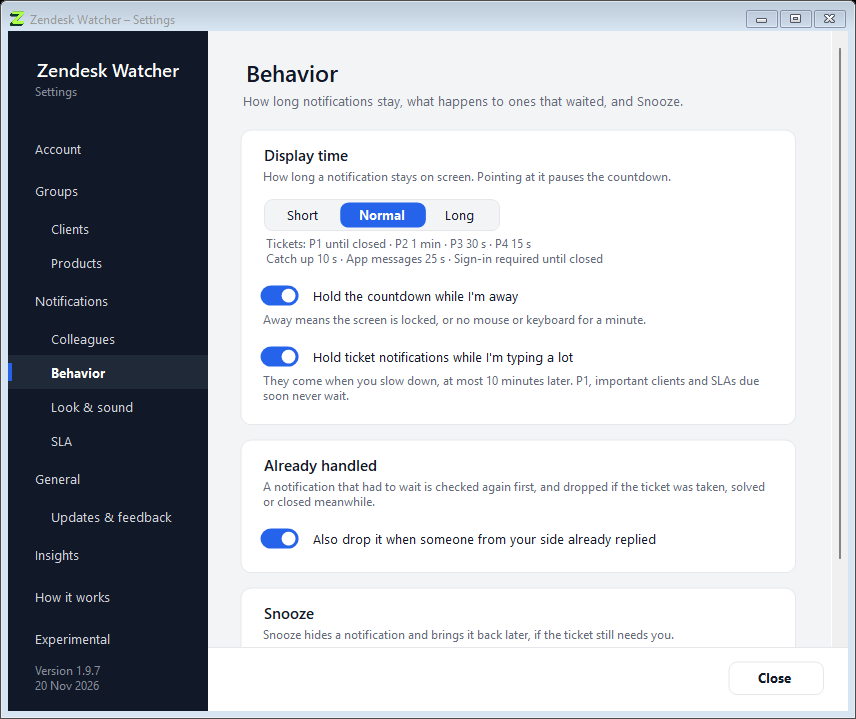 Zendesk Watcher – Settings
Zendesk Watcher
Settings
Account
Groups
Clients
Products
Notifications
Colleagues
Behavior
Look & sound
SLA
General
Updates & feedback
Insights
How it works
Experimental
Version 1.9.7
20 Nov 2026
Behavior
How long notifications stay, what happens to ones that waited, and Snooze.
Display time
How long a notification stays on screen. Pointing at it pauses the countdown.
Short Normal Long
Tickets: P1 until closed · P2 1 min · P3 30 s · P4 15 s
Catch up 10 s · App messages 25 s · Sign-in required until closed
Hold the countdown while I'm away
Away means the screen is locked, or no mouse or keyboard for a minute.
Hold ticket notifications while I'm typing a lot
They come when you slow down, at most 10 minutes later. P1, important clients and SLAs due
soon never wait.
Already handled
A notification that had to wait is checked again first, and dropped if the ticket was taken, solved
or closed meanwhile.
Also drop it when someone from your side already replied
Snooze
Snooze hides a notification and brings it back later, if the ticket still needs you.
Close